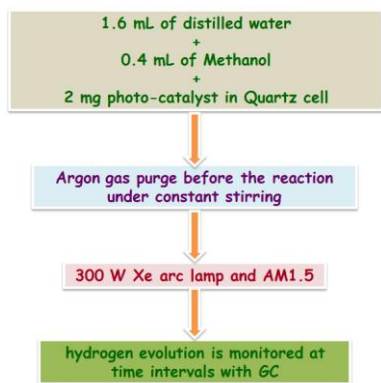 1.6 mL of distilled water
+
0.4 mL of Methanol
+
2 mg photo-catalyst in Quartz cell
Argon gas purge before the reaction
under constant stirring
300 W Xe arc lamp and AM1.5
hydrogen evolution is monitored at
time intervals with GC